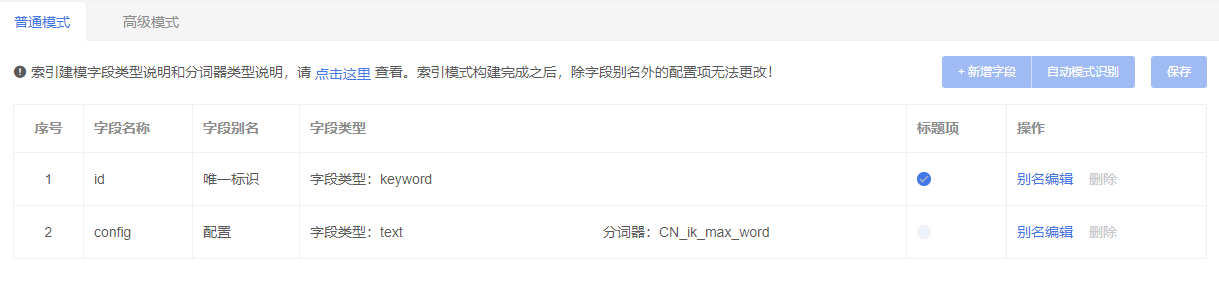 普通模式 高级模式
索引建模字段类型说明和分词器类型说明，请 点击这里 查看。索引模式构建完成之后，除字段别名外的配置项无法更改！ + 新增字段 自动模式识别 保存
序号 字段名称 字段别名 字段类型 标题项 操作
1 id 唯一标识 字段类型：keyword 别名编辑 删除
2 config 配置 字段类型：text 分词器：CN_ik_max_word 别名编辑 删除